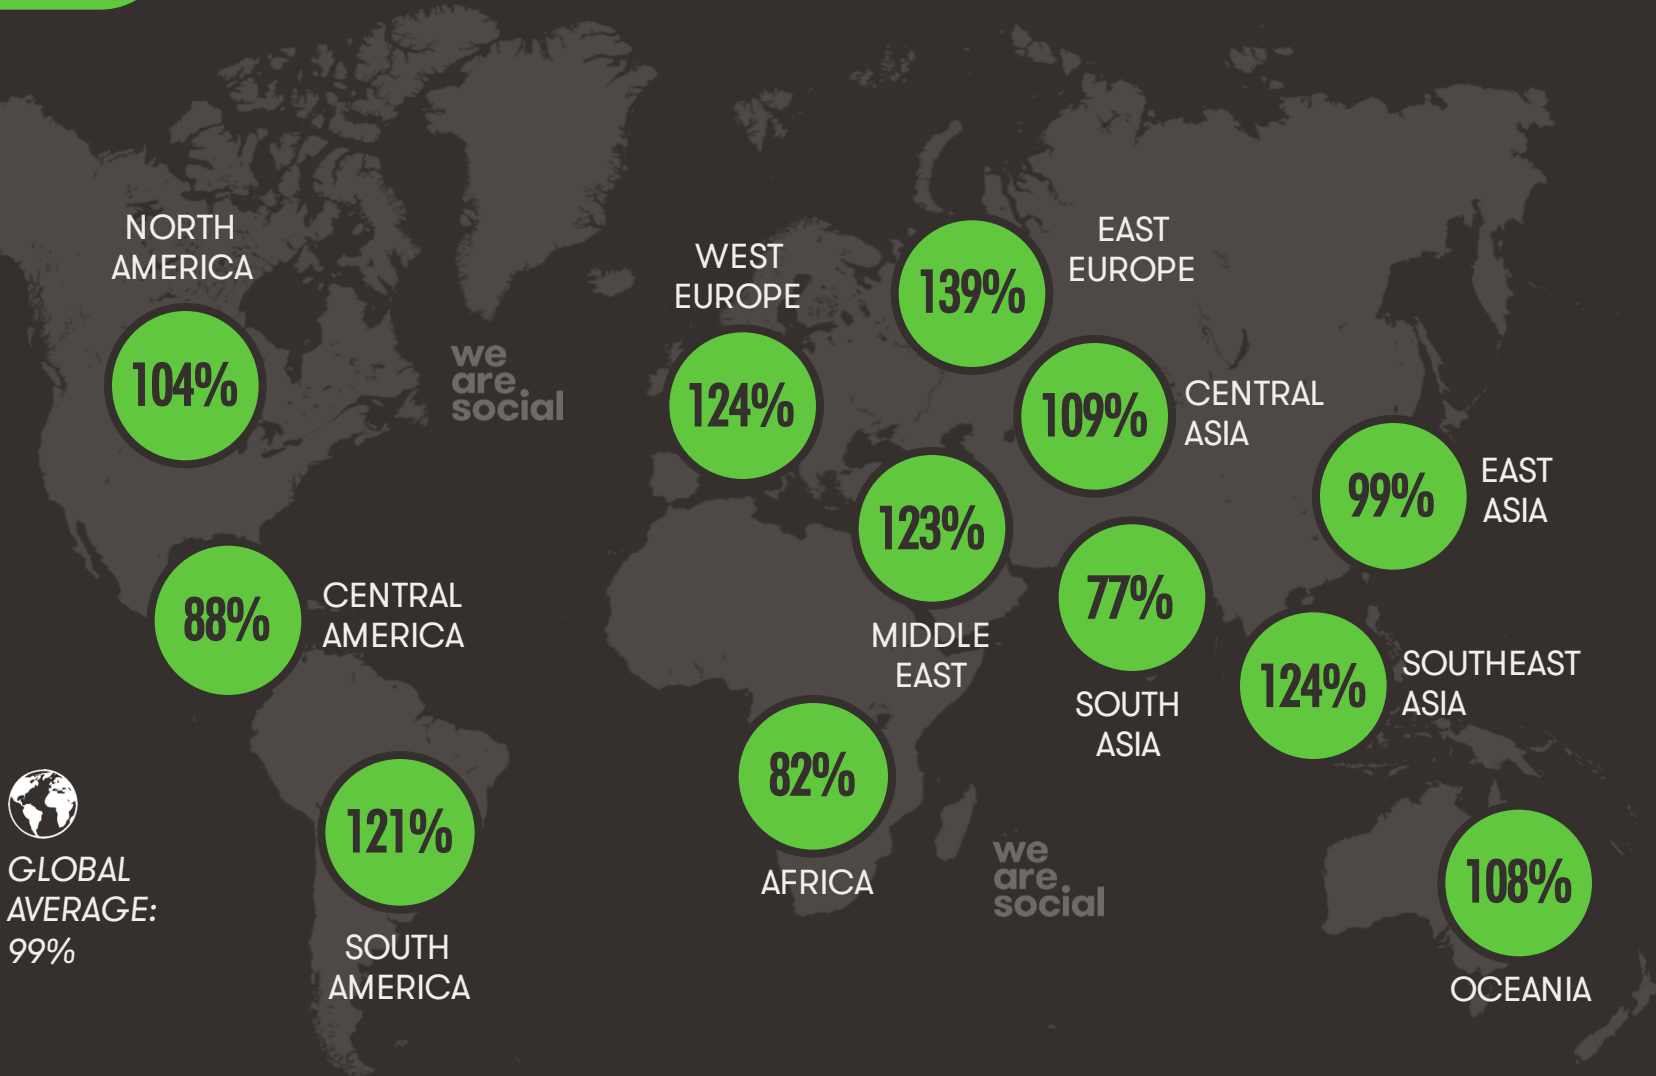 NORTH
AMERICA
104%
WEST
EUROPE
124%
EAST
EUROPE
139%
we
are
social
109%
CENTRAL
ASIA
99%
EAST
ASIA
123%
MIDDLE
EAST
77%
SOUTH
ASIA
88%
CENTRAL
AMERICA
124%
SOUTHEAST
ASIA
82%
AFRICA
121%
SOUTH
AMERICA
we
are
social
108%
OCEANIA
GLOBAL
AVERAGE:
99%